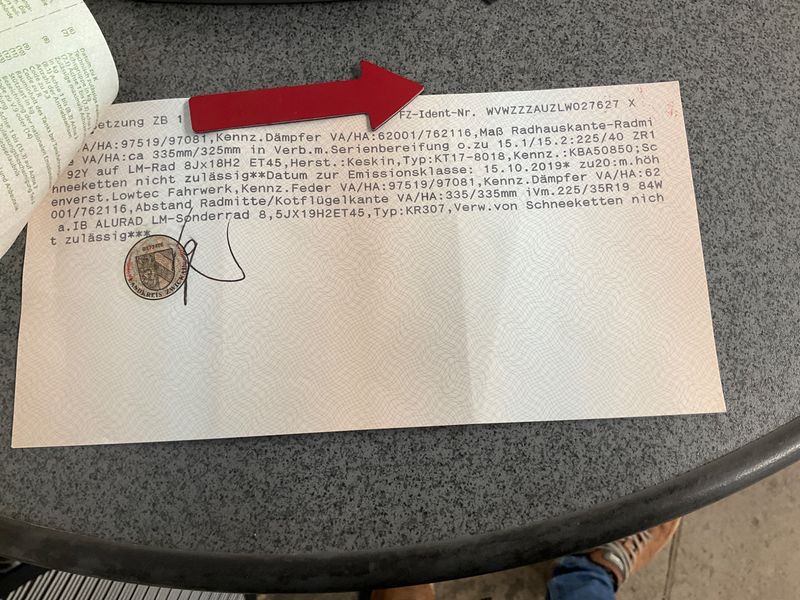 etzung ZB 1 FZ-Ident-Nr. WVWZZZAUZLW027627 X
VA/HA:97519/97081,Kennz.Dämpfer VA/HA:62001/762116,Maß Radhauskante-Radmi
e VA/HA:ca 335mm/325mm in Verb.m.Serienbereifung o.zu 15.1/15.2:225/40 ZR1
92Y auf LM-Rad 8Jx18H2 ET45,Herst.:Keskin,Typ:KT17-8018,Kennz.:KBA50850;Sc
hneeketten nicht zulässig**Datum zur Emissionsklasse: 15.10.2019* zu20:m.höh
enverst.Lowtec Fahrwerk,Kennz.Feder VA/HA:97519/97081,Kennz.Dämpfer VA/HA:62
001/762116,Abstand Radmitte/Kotflügelkante VA/HA:335/335mm iVm.225/35R19 84W
a.IB ALURAD LM-Sonderrad 8,5JX19H2ET45,Typ:KR307,Verw.von Schneeketten nich
t zulässig***
LANDKREIS ZWICKAU